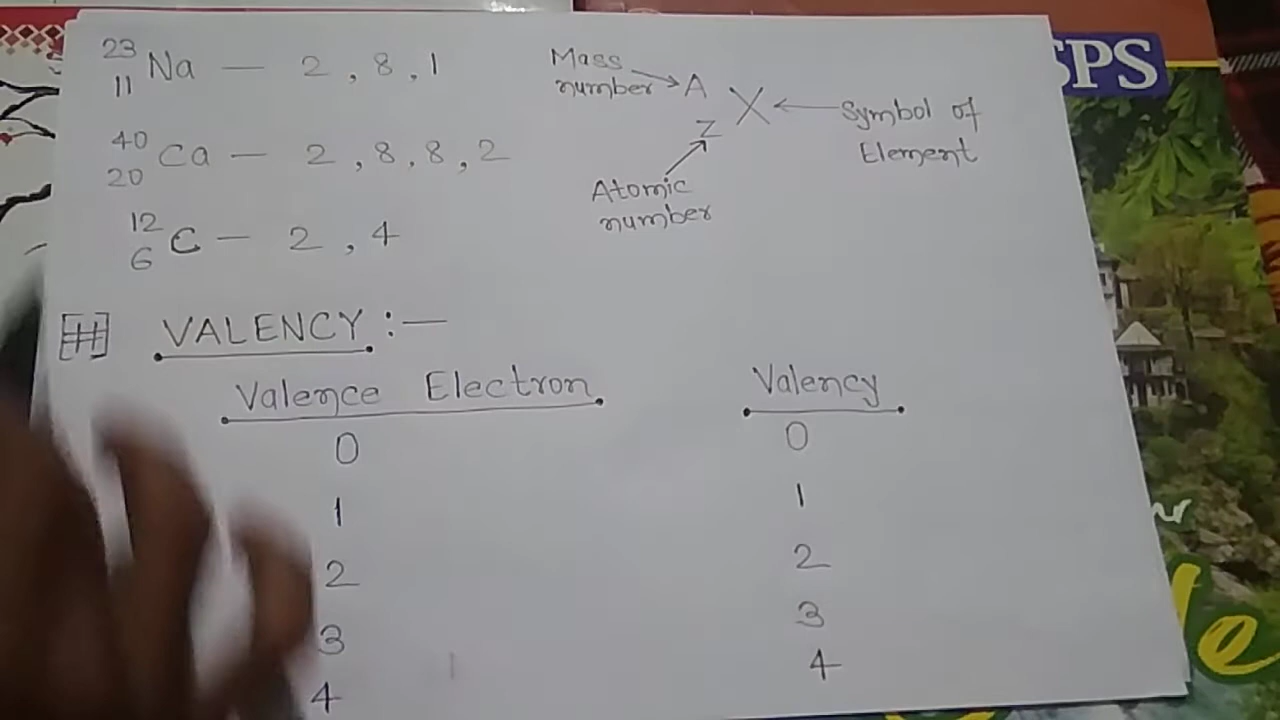 23
11 Na — 2 , 8 , 1
40
20 Ca — 2 , 8 , 8 , 2
12
6 C — 2 , 4
Mass
number → A
Z X ← Symbol of
Element
Atomic
number
[#] VALENCY :—
Valence Electron Valency
0 0
1 1
2 2
3 3
4 4
SPS